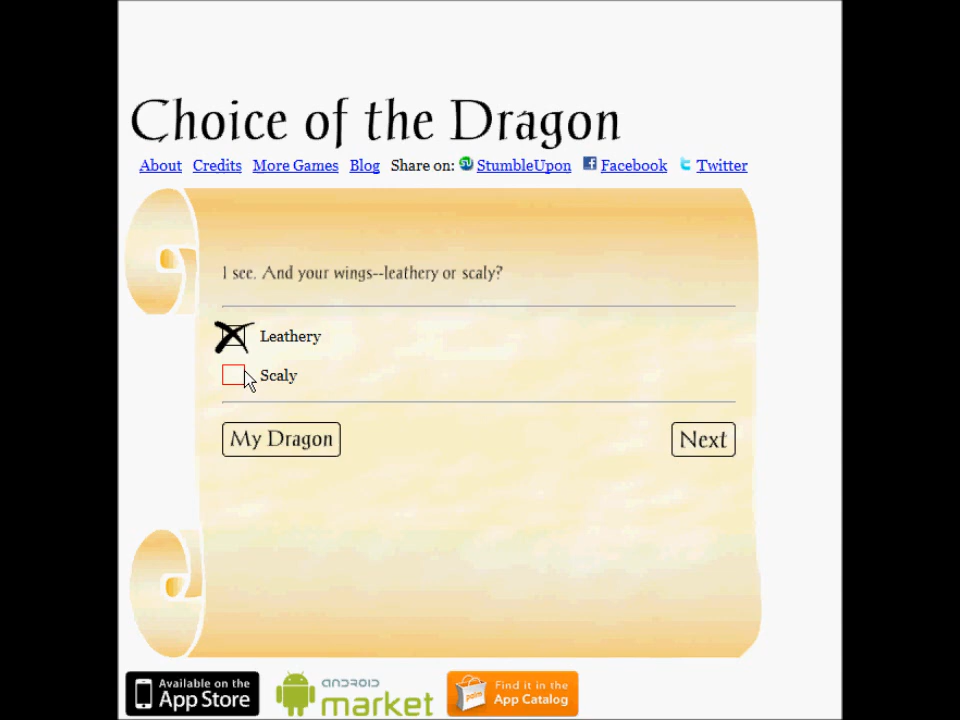 Choice of the Dragon
About Credits More Games Blog Share on: StumbleUpon Facebook Twitter
I see. And your wings--leathery or scaly?
Leathery
Scaly
My Dragon Next
Available on the App Store
android market
palm Find it in the App Catalog